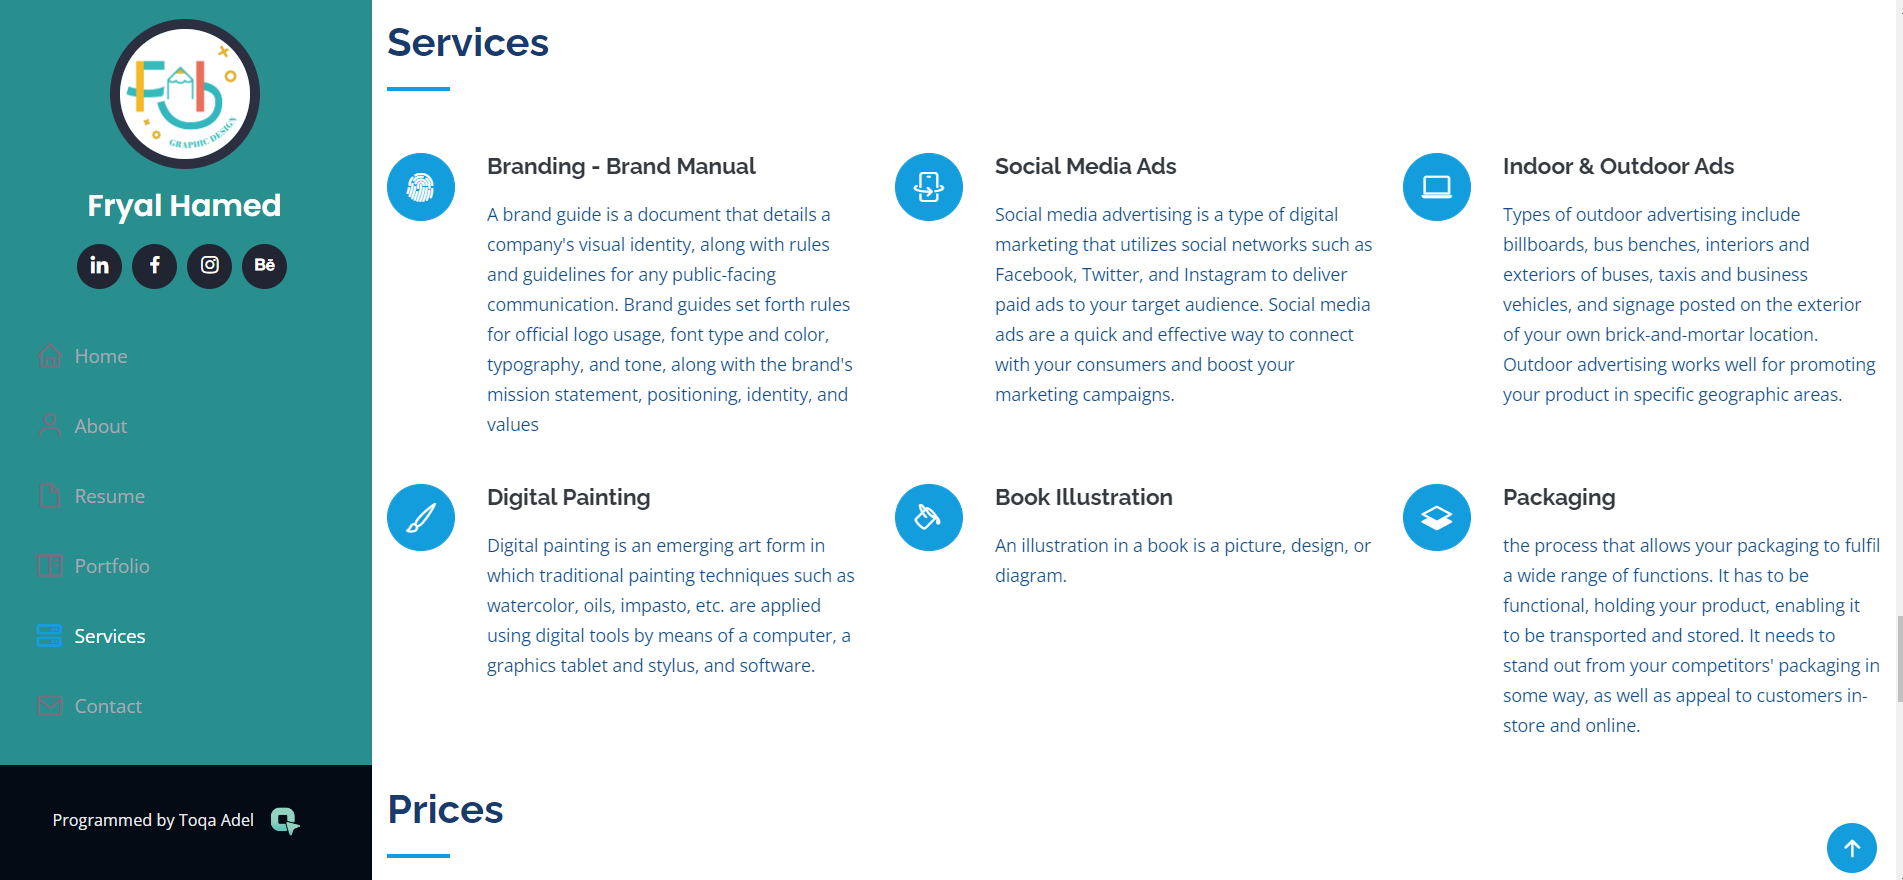 GRAPHIC DESIGN
Fryal Hamed
in
f
Bē
Home
About
Resume
Portfolio
Services
Contact
Programmed by Toqa Adel
Services
Branding - Brand Manual
A brand guide is a document that details a
company's visual identity, along with rules
and guidelines for any public-facing
communication. Brand guides set forth rules
for official logo usage, font type and color,
typography, and tone, along with the brand's
mission statement, positioning, identity, and
values
Social Media Ads
Social media advertising is a type of digital
marketing that utilizes social networks such as
Facebook, Twitter, and Instagram to deliver
paid ads to your target audience. Social media
ads are a quick and effective way to connect
with your consumers and boost your
marketing campaigns.
Indoor & Outdoor Ads
Types of outdoor advertising include
billboards, bus benches, interiors and
exteriors of buses, taxis and business
vehicles, and signage posted on the exterior
of your own brick-and-mortar location.
Outdoor advertising works well for promoting
your product in specific geographic areas.
Digital Painting
Digital painting is an emerging art form in
which traditional painting techniques such as
watercolor, oils, impasto, etc. are applied
using digital tools by means of a computer, a
graphics tablet and stylus, and software.
Book Illustration
An illustration in a book is a picture, design, or
diagram.
Packaging
the process that allows your packaging to fulfil
a wide range of functions. It has to be
functional, holding your product, enabling it
to be transported and stored. It needs to
stand out from your competitors' packaging in
some way, as well as appeal to customers in-
store and online.
Prices